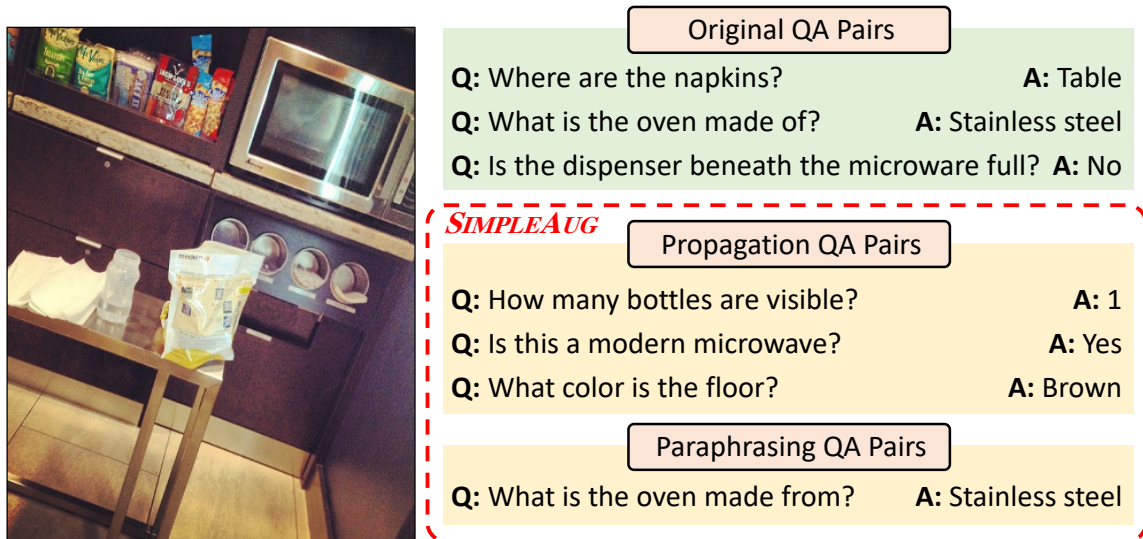 medela
Original QA Pairs
Q: Where are the napkins? A: Table
Q: What is the oven made of? A: Stainless steel
Q: Is the dispenser beneath the microware full? A: No
SIMPLEAUG
Propagation QA Pairs
Q: How many bottles are visible? A: 1
Q: Is this a modern microwave? A: Yes
Q: What color is the floor? A: Brown
Paraphrasing QA Pairs
Q: What is the oven made from? A: Stainless steel